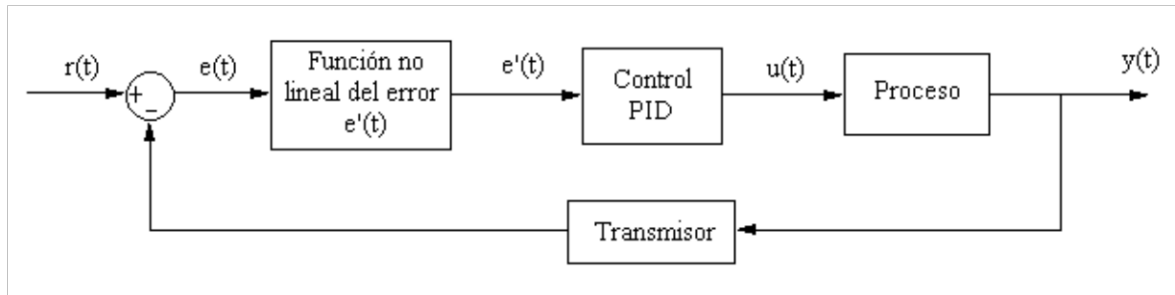 r(t)
+
-
e(t)
Función no
lineal del error
e'(t)
e'(t)
Control
PID
u(t)
Proceso
y(t)
Transmisor